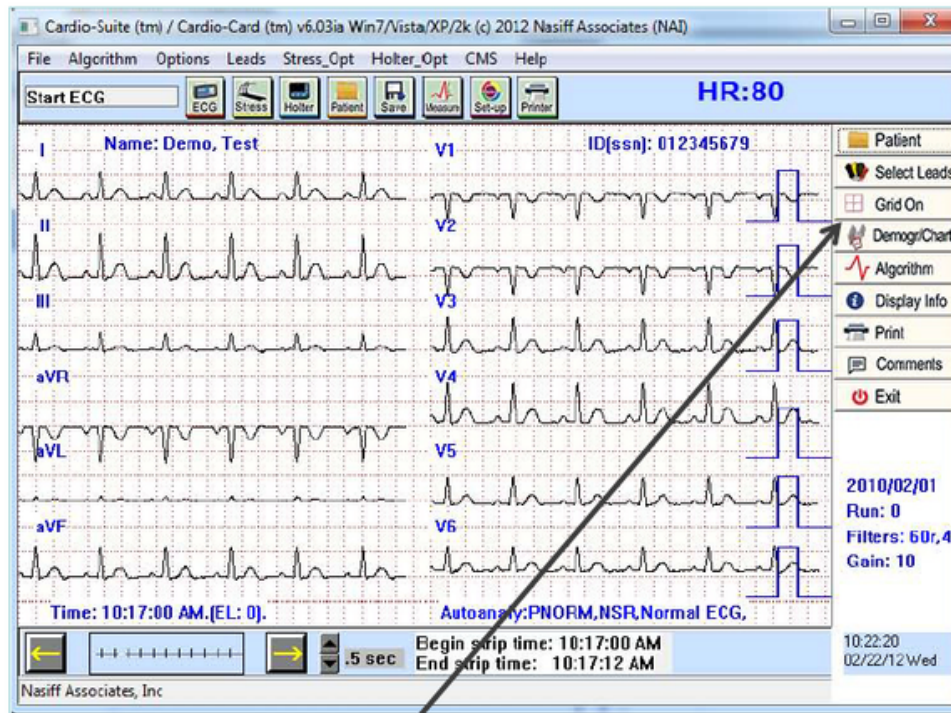 Cardio-Suite (tm) / Cardio-Card (tm) v6.03ia Win7/Vista/XP/2k (c) 2012 Nasiff Associates (NAI)
File Algorithm Options Leads Stress_Opt Holter_Opt CMS Help
Start ECG
ECG Stress Holter Patient Save Measure Set-up Printer
HR:80
I Name: Demo, Test V1 ID(ssn): 012345679
II V2
III V3
aVR V4
aVL V5
aVF V6
Time: 10:17:00 AM.(EL: 0). Autoanaly:PNORM,NSR,Normal ECG,
Patient
Select Leads
Grid On
Demogr/Chart
Algorithm
Display Info
Print
Comments
Exit
2010/02/01
Run: 0
Filters: 60r,4
Gain: 10
.5 sec
Begin strip time: 10:17:00 AM
End strip time: 10:17:12 AM
10:22:20
02/22/12 Wed
Nasiff Associates, Inc